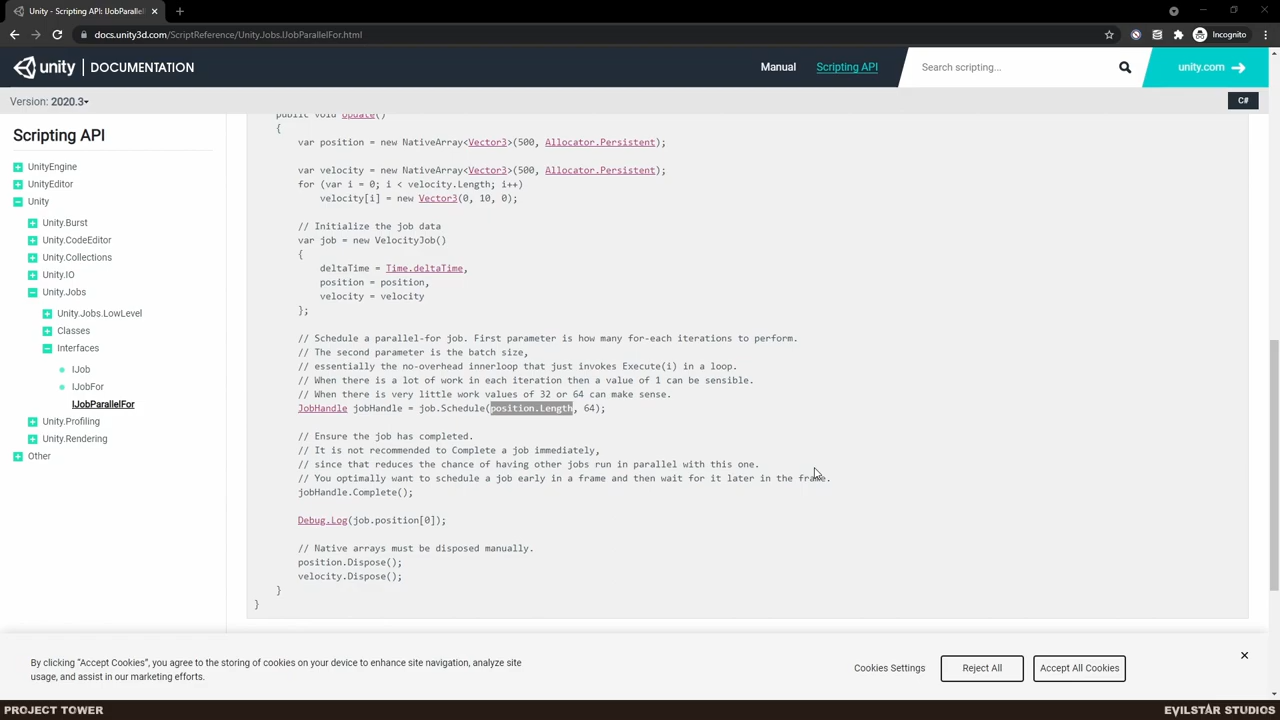 Unity - Scripting API: IJobParallel
docs.unity3d.com/ScriptReference/Unity.Jobs.IJobParallelFor.html
Incognito
unity | DOCUMENTATION
Manual
Scripting API
Search scripting...
unity.com
Version: 2020.3
C#
Scripting API
UnityEngine
UnityEditor
Unity
Unity.Burst
Unity.CodeEditor
Unity.Collections
Unity.IO
Unity.Jobs
Unity.Jobs.LowLevel
Classes
Interfaces
IJob
IJobFor
IJobParallelFor
Unity.Profiling
Unity.Rendering
Other
public void Update()
{
var position = new NativeArray<Vector3>(500, Allocator.Persistent);
var velocity = new NativeArray<Vector3>(500, Allocator.Persistent);
for (var i = 0; i < velocity.Length; i++)
velocity[i] = new Vector3(0, 10, 0);
// Initialize the job data
var job = new VelocityJob()
{
deltaTime = Time.deltaTime,
position = position,
velocity = velocity
};
// Schedule a parallel-for job. First parameter is how many for-each iterations to perform.
// The second parameter is the batch size,
// essentially the no-overhead innerloop that just invokes Execute(i) in a loop.
// When there is a lot of work in each iteration then a value of 1 can be sensible.
// When there is very little work values of 32 or 64 can make sense.
JobHandle jobHandle = job.Schedule(position.Length, 64);
// Ensure the job has completed.
// It is not recommended to Complete a job immediately,
// since that reduces the chance of having other jobs run in parallel with this one.
// You optimally want to schedule a job early in a frame and then wait for it later in the frame.
jobHandle.Complete();
Debug.Log(job.position[0]);
// Native arrays must be disposed manually.
position.Dispose();
velocity.Dispose();
}
}
By clicking “Accept Cookies”, you agree to the storing of cookies on your device to enhance site navigation, analyze site
usage, and assist in our marketing efforts.
Cookies Settings
Reject All
Accept All Cookies
PROJECT TOWER
EVILSTAR STUDIOS